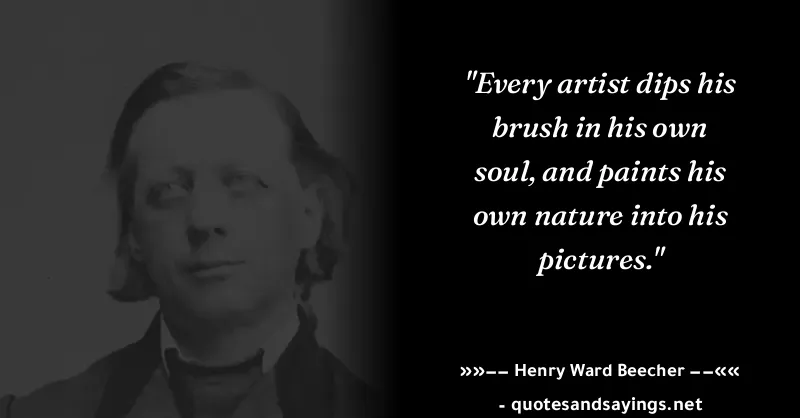 "Every artist dips his
brush in his own
soul, and paints his
own nature into his
pictures."
»»–– Henry Ward Beecher ––««
- quotesandsayings.net